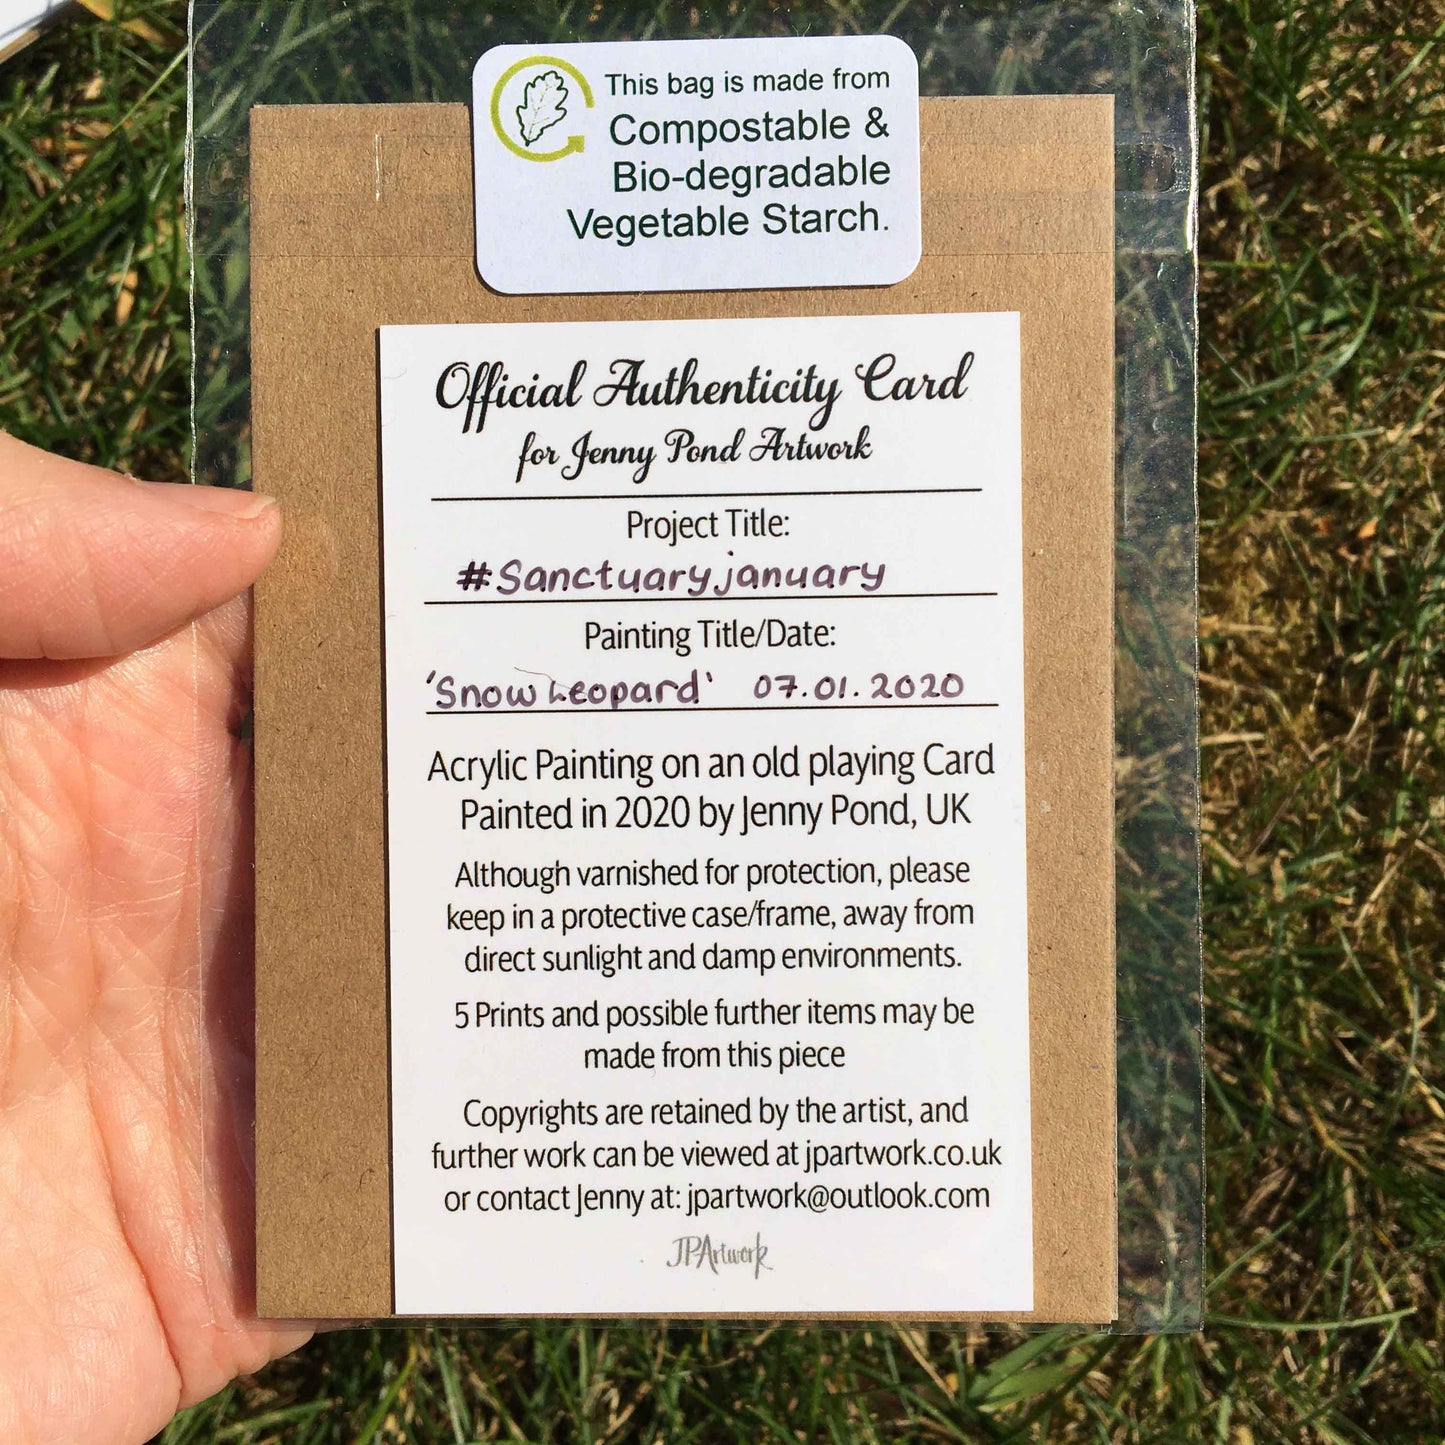 This bag is made from
Compostable &
Bio-degradable
Vegetable Starch.
Official Authenticity Card
for Jenny Pond Artwork
Project Title:
#Sanctuaryjanuary
Painting Title/Date:
'Snow Leopard' 07.01.2020
Acrylic Painting on an old playing Card
Painted in 2020 by Jenny Pond, UK
Although varnished for protection, please
keep in a protective case/frame, away from
direct sunlight and damp environments.
5 Prints and possible further items may be
made from this piece
Copyrights are retained by the artist, and
further work can be viewed at jpartwork.co.uk
or contact Jenny at: jpartwork@outlook.com
JPArtwork